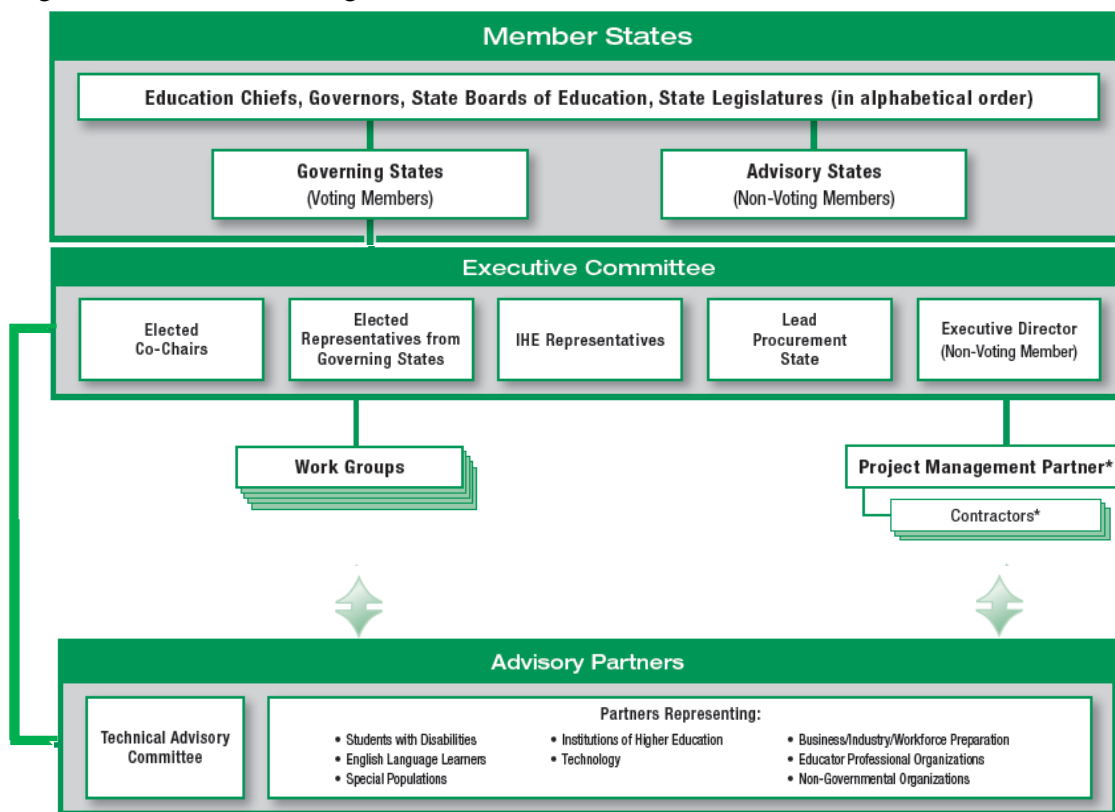 Member States
Education Chiefs, Governors, State Boards of Education, State Legislatures (in alphabetical order)
Governing States
(Voting Members)
Advisory States
(Non-Voting Members)
Executive Committee
Elected
Co-Chairs
Elected
Representatives from
Governing States
IHE Representatives
Lead
Procurement
State
Executive Director
(Non-Voting Member)
Work Groups
Project Management Partner*
Contractors*
Advisory Partners
Technical Advisory
Committee
Partners Representing:
• Students with Disabilities
• English Language Learners
• Special Populations
• Institutions of Higher Education
• Technology
• Business/Industry/Workforce Preparation
• Educator Professional Organizations
• Non-Governmental Organizations